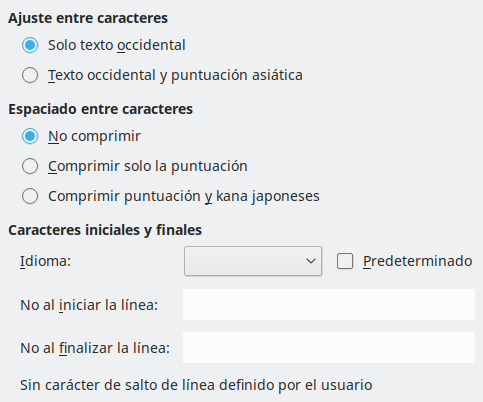 Ajuste entre caracteres
Solo texto occidental
Texto occidental y puntuación asiática
Espaciado entre caracteres
No comprimir
Comprimir solo la puntuación
Comprimir puntuación y kana japoneses
Caracteres iniciales y finales
Idioma: Predeterminado
No al iniciar la línea:
No al finalizar la línea:
Sin carácter de salto de línea definido por el usuario